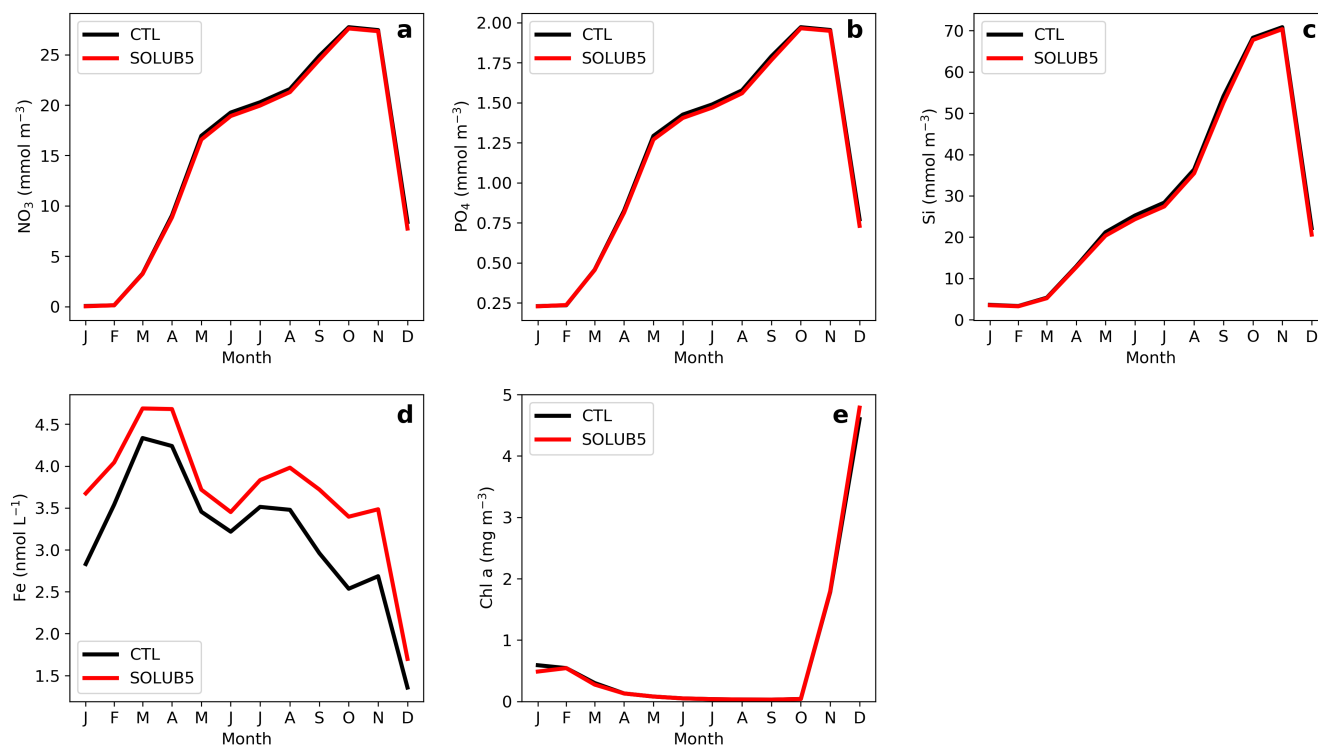 a
CTL
SOLUB5
NO₃ (mmol m⁻³)
25
20
15
10
5
0
J F M A M J J A S O N D
Month
b
CTL
SOLUB5
PO₄ (mmol m⁻³)
2.00
1.75
1.50
1.25
1.00
0.75
0.50
0.25
J F M A M J J A S O N D
Month
c
CTL
SOLUB5
Si (mmol m⁻³)
70
60
50
40
30
20
10
0
J F M A M J J A S O N D
Month
d
Fe (nmol L⁻¹)
4.5
4.0
3.5
3.0
2.5
2.0
1.5
CTL
SOLUB5
J F M A M J J A S O N D
Month
e
CTL
SOLUB5
Chl a (mg m⁻³)
5
4
3
2
1
0
J F M A M J J A S O N D
Month